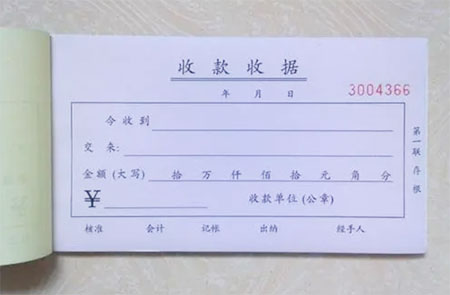 收款收据
年 月 日 3004366
今收到
交来:
金额(大写) 拾 万 仟 佰 拾 元 角 分
¥ 收款单位(公章)
核准 会计 记帐 出纳 经手人
第一联 存根